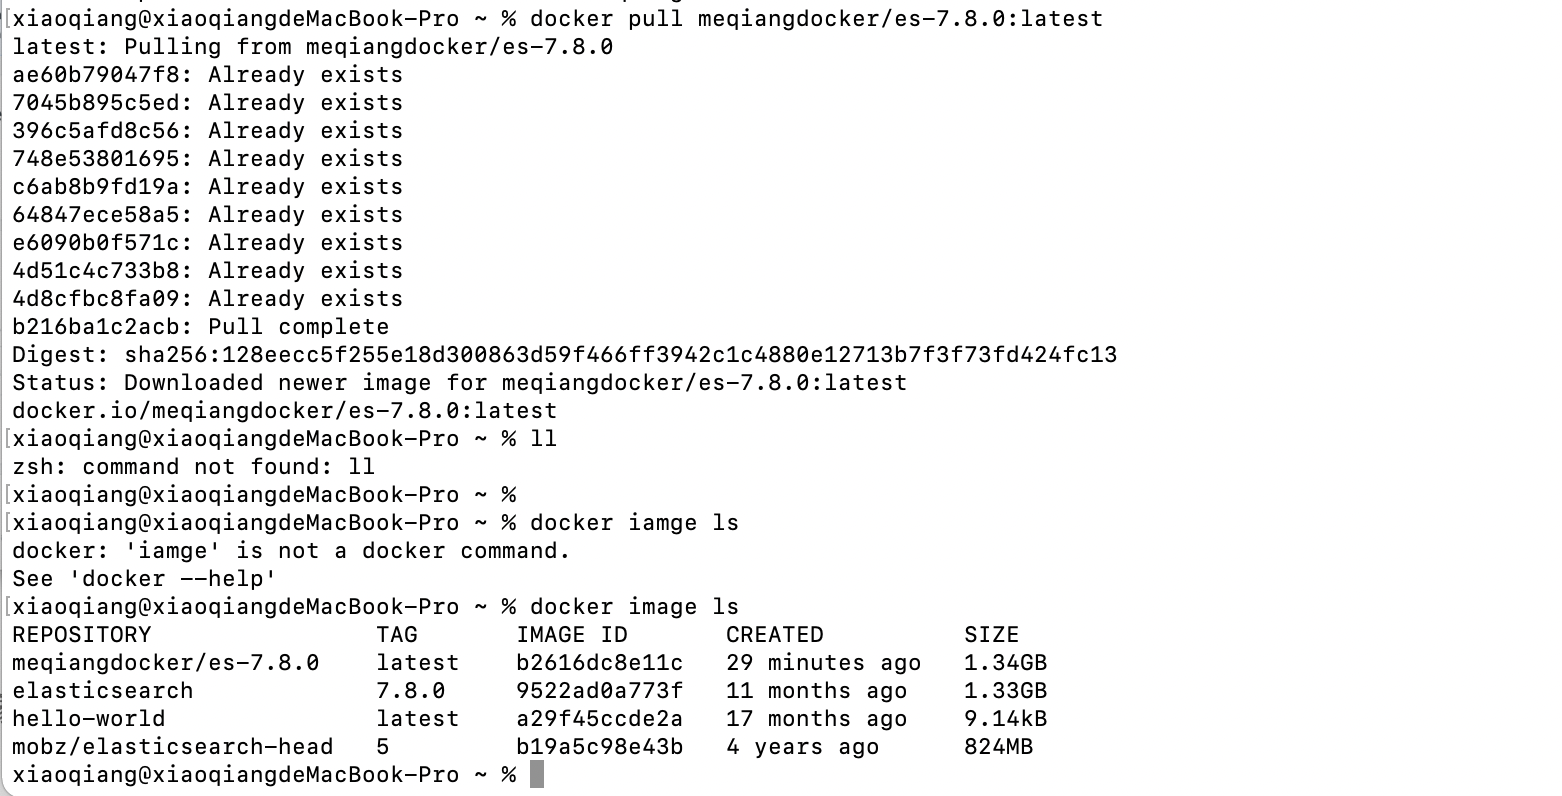 [xiaoqiang@xiaoqiangdeMacBook-Pro ~ % docker pull meqiangdocker/es-7.8.0:latest
latest: Pulling from meqiangdocker/es-7.8.0
ae60b79047f8: Already exists
7045b895c5ed: Already exists
396c5afd8c56: Already exists
748e53801695: Already exists
c6ab8b9fd19a: Already exists
64847ece58a5: Already exists
e6090b0f571c: Already exists
4d51c4c733b8: Already exists
4d8cfbc8fa09: Already exists
b216ba1c2acb: Pull complete
Digest: sha256:128eecc5f255e18d300863d59f466ff3942c1c4880e12713b7f3f73fd424fc13
Status: Downloaded newer image for meqiangdocker/es-7.8.0:latest
docker.io/meqiangdocker/es-7.8.0:latest
[xiaoqiang@xiaoqiangdeMacBook-Pro ~ % ll
zsh: command not found: ll
[xiaoqiang@xiaoqiangdeMacBook-Pro ~ %
[xiaoqiang@xiaoqiangdeMacBook-Pro ~ % docker iamge ls
docker: 'iamge' is not a docker command.
See 'docker --help'
[xiaoqiang@xiaoqiangdeMacBook-Pro ~ % docker image ls
REPOSITORY TAG IMAGE ID CREATED SIZE
meqiangdocker/es-7.8.0 latest b2616dc8e11c 29 minutes ago 1.34GB
elasticsearch 7.8.0 9522ad0a773f 11 months ago 1.33GB
hello-world latest a29f45ccde2a 17 months ago 9.14kB
mobz/elasticsearch-head 5 b19a5c98e43b 4 years ago 824MB
xiaoqiang@xiaoqiangdeMacBook-Pro ~ %